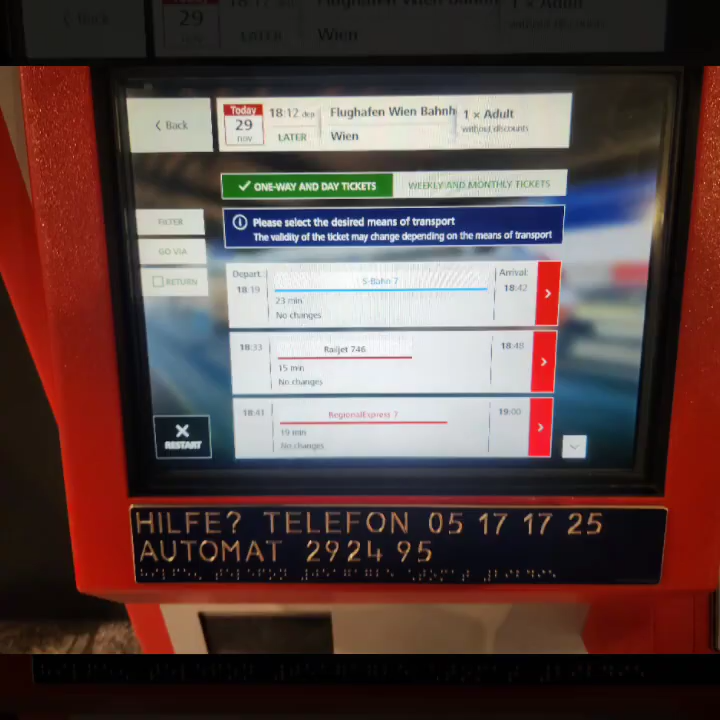 < Back
Today
29
nov
18:12 dep
LATER
Flughafen Wien Bahnh
Wien
1 x Adult
without discounts
ONE-WAY AND DAY TICKETS
WEEKLY AND MONTHLY TICKETS
FILTER
GO VIA
RETURN
Please select the desired means of transport
The validity of the ticket may change depending on the means of transport
Depart.
18:19
S-Bahn 7
23 min
No changes
Arrival:
18:42
18:33
Railjet 746
15 min
No changes
18:48
18:41
RegionalExpress 7
19 min
No changes
19:00
RESTART
HILFE? TELEFON 05 17 17 25
AUTOMAT 2924 95